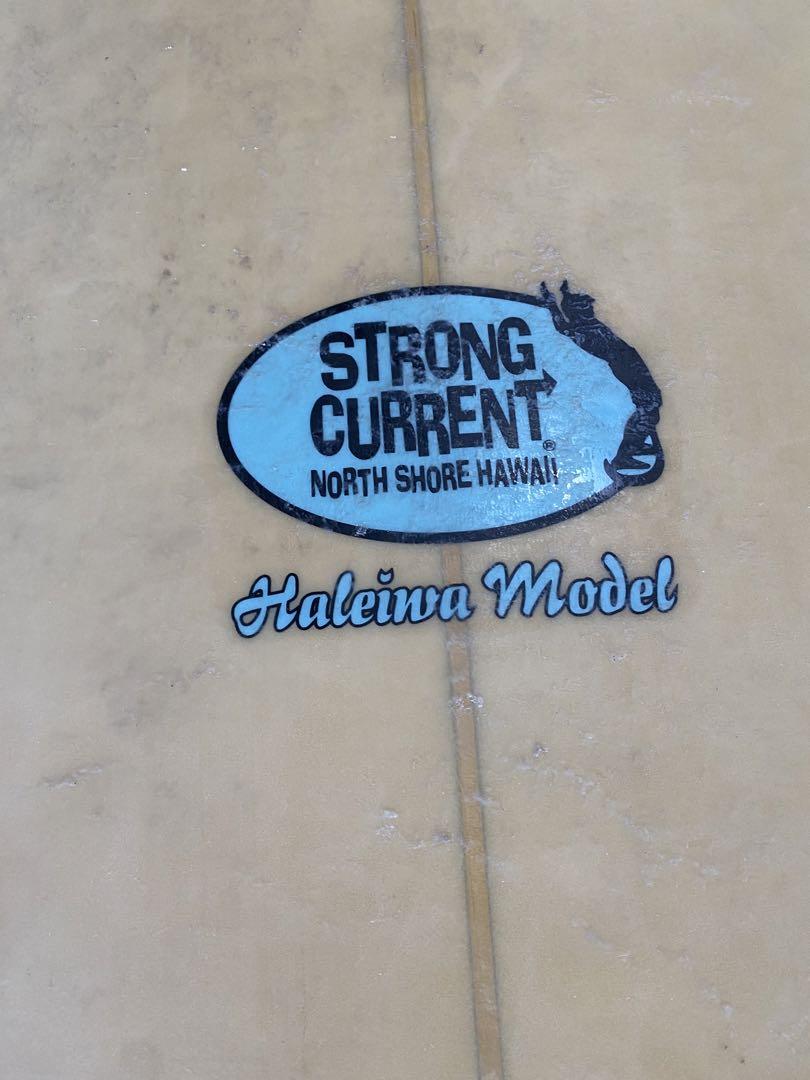 STRONG
CURRENT®
NORTH SHORE HAWAII
Haleiwa Model